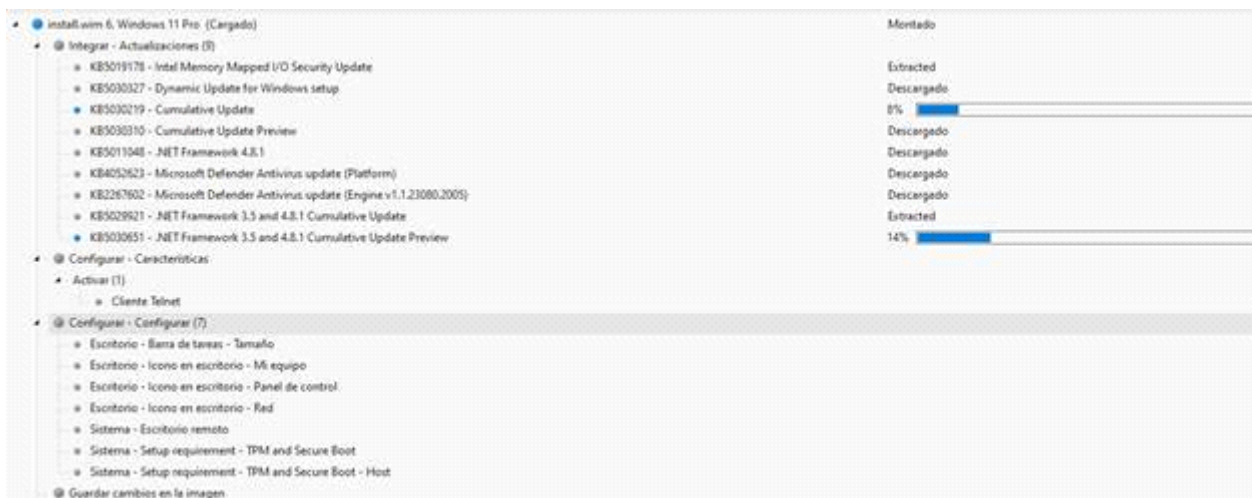 install.wim 6, Windows 11 Pro (Cargado) Montado
Integrar - Actualizaciones (9)
KB5019178 - Intel Memory Mapped I/O Security Update Extracted
KB5030327 - Dynamic Update for Windows setup Descargado
KB5030219 - Cumulative Update 8%
KB5030310 - Cumulative Update Preview Descargado
KB5011048 - .NET Framework 4.8.1 Descargado
KB4052623 - Microsoft Defender Antivirus update (Platform) Descargado
KB2267602 - Microsoft Defender Antivirus update (Engine v1.1.23080.2005) Descargado
KB5029921 - .NET Framework 3.5 and 4.8.1 Cumulative Update Extracted
KB5030651 - .NET Framework 3.5 and 4.8.1 Cumulative Update Preview 14%
Configurar - Características
Activar (1)
Cliente Telnet
Configurar - Configurar (7)
Escritorio - Barra de tareas - Tamaño
Escritorio - Icono en escritorio - Mi equipo
Escritorio - Icono en escritorio - Panel de control
Escritorio - Icono en escritorio - Red
Sistema - Escritorio remoto
Sistema - Setup requirement - TPM and Secure Boot
Sistema - Setup requirement - TPM and Secure Boot - Host
Guardar cambios en la imagen